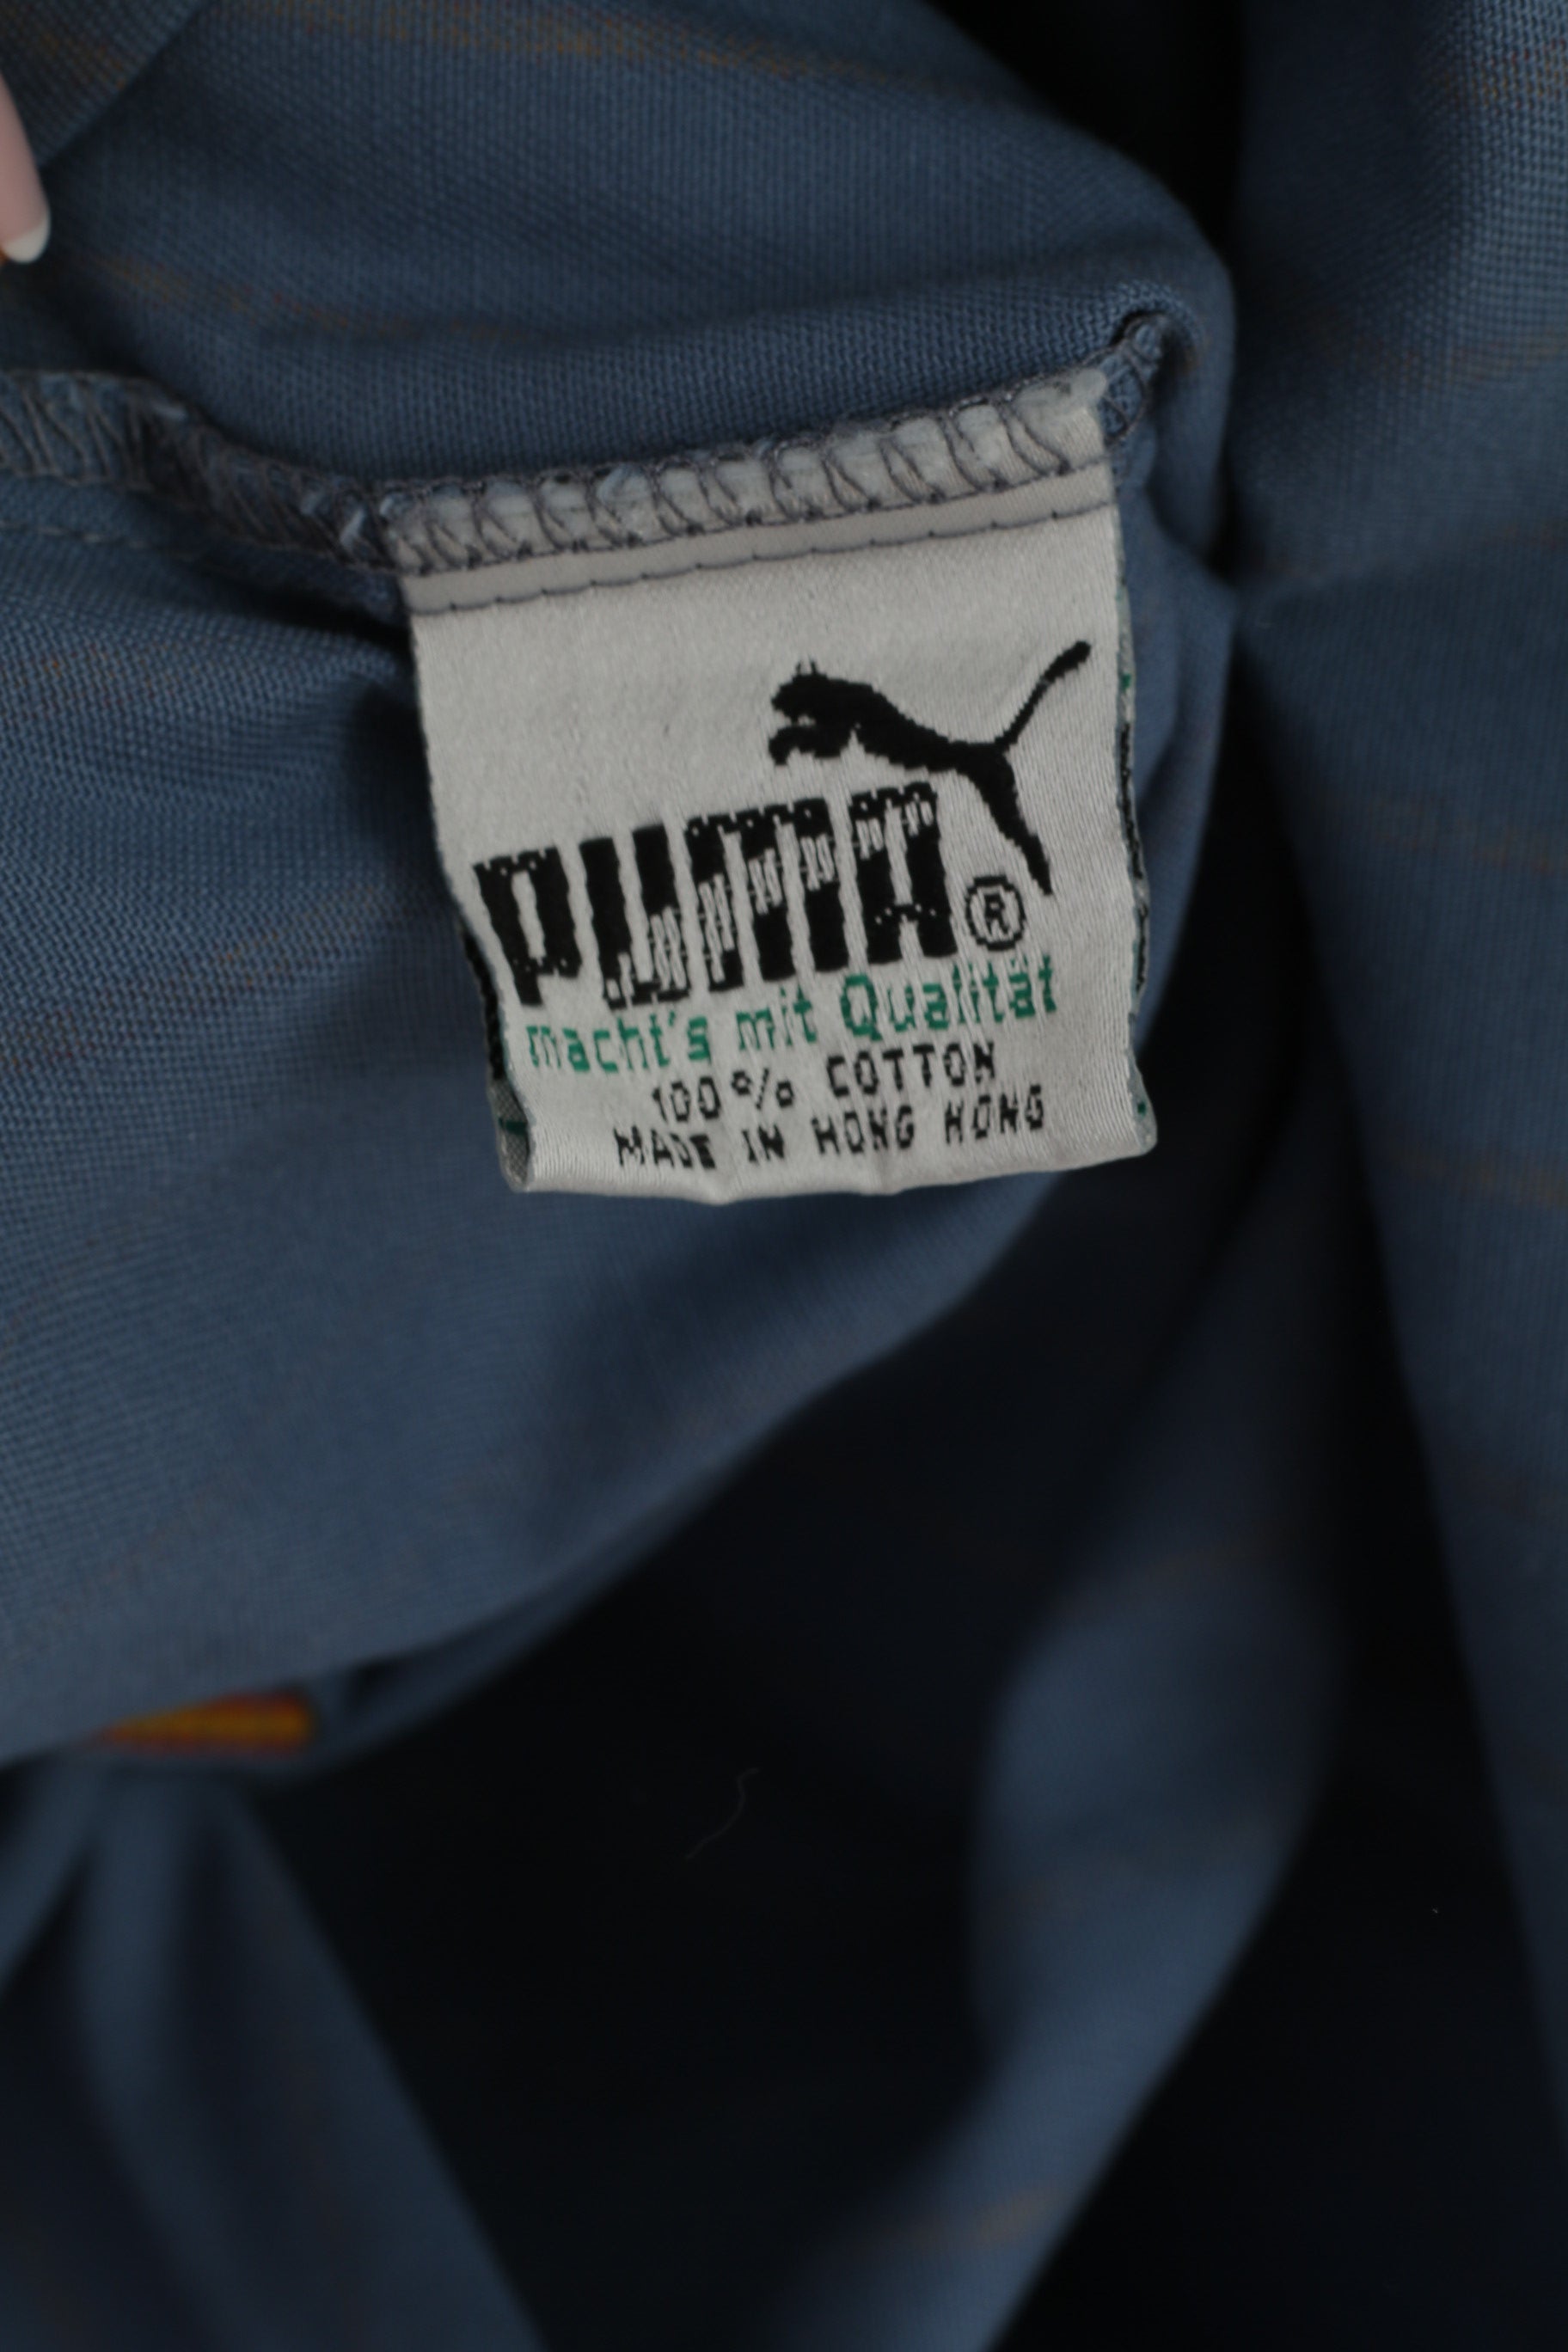 PUMA®
macht's mit Qualität
100% COTTON
MADE IN HONG KONG